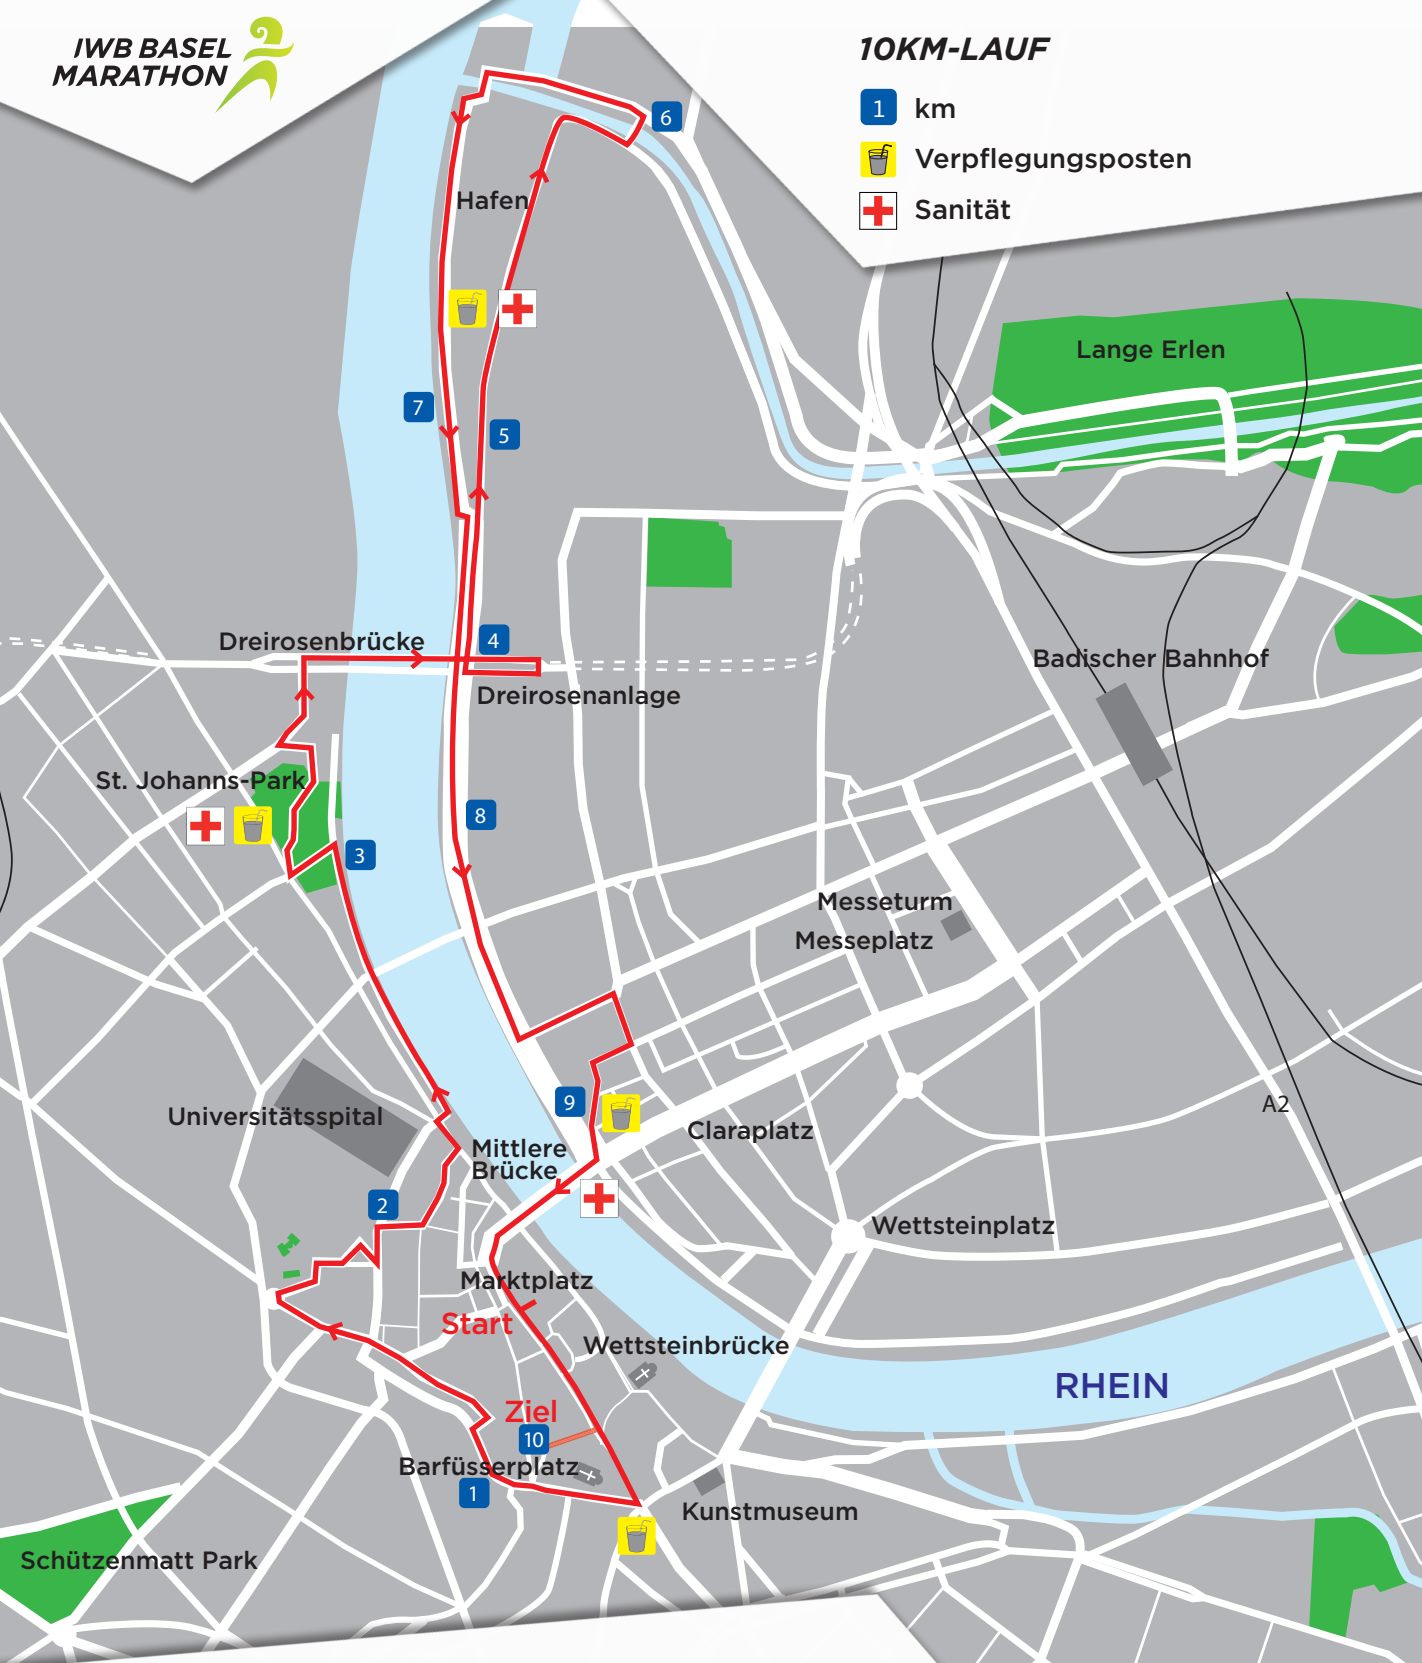 IWB BASEL
MARATHON
10KM-LAUF
1 km
Verpflegungsposten
Sanität
6
Hafen
7
5
Lange Erlen
Dreirosenbrücke
4
Dreirosenanlage
Badischer Bahnhof
St. Johanns-Park
8
3
Messeturm
Messeplatz
Universitätsspital
9
A2
Claraplatz
Mittlere
Brücke
2
Wettsteinplatz
Marktplatz
Start
Wettsteinbrücke
RHEIN
Ziel
10
Barfüsserplatz
1
Kunstmuseum
Schützenmatt Park